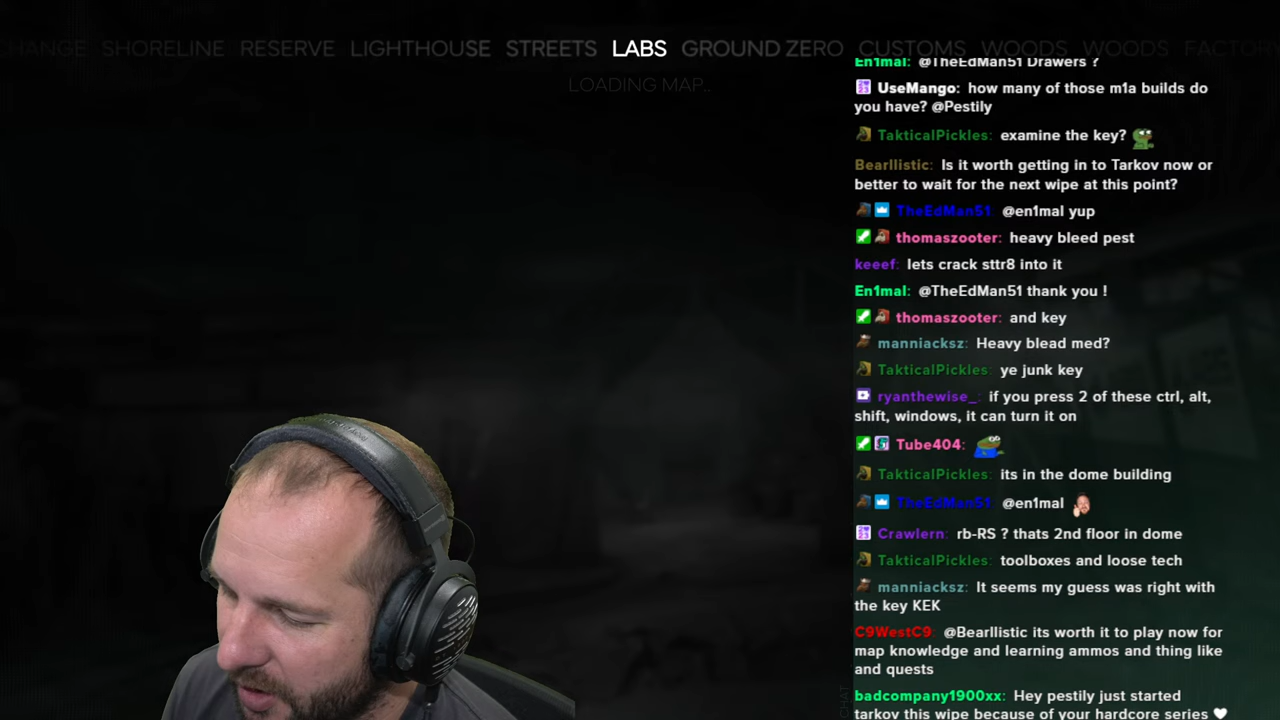 CHANGE SHORELINE RESERVE LIGHTHOUSE STREETS LABS GROUND ZERO CUSTOMS WOODS WOODS FACTORY
LOADING MAP..
En1mal: @TheEdMan51 Drawers ?
UseMango: how many of those m1a builds do
you have? @Pestily
TakticalPickles: examine the key?
Bearllistic: Is it worth getting in to Tarkov now or
better to wait for the next wipe at this point?
TheEdMan51: @en1mal yup
thomaszooter: heavy bleed pest
keeef: lets crack sttr8 into it
En1mal: @TheEdMan51 thank you !
thomaszooter: and key
manniacksz: Heavy blead med?
TakticalPickles: ye junk key
ryanthewise_: if you press 2 of these ctrl, alt,
shift, windows, it can turn it on
Tube404:
TakticalPickles: its in the dome building
TheEdMan51: @en1mal
Crawlern: rb-RS ? thats 2nd floor in dome
TakticalPickles: toolboxes and loose tech
manniacksz: It seems my guess was right with
the key KEK
C9WestC9: @Bearllistic its worth it to play now for
map knowledge and learning ammos and thing like
and quests
badcompany1900xx: Hey pestily just started
tarkov this wipe because of your hardcore series
CHAT